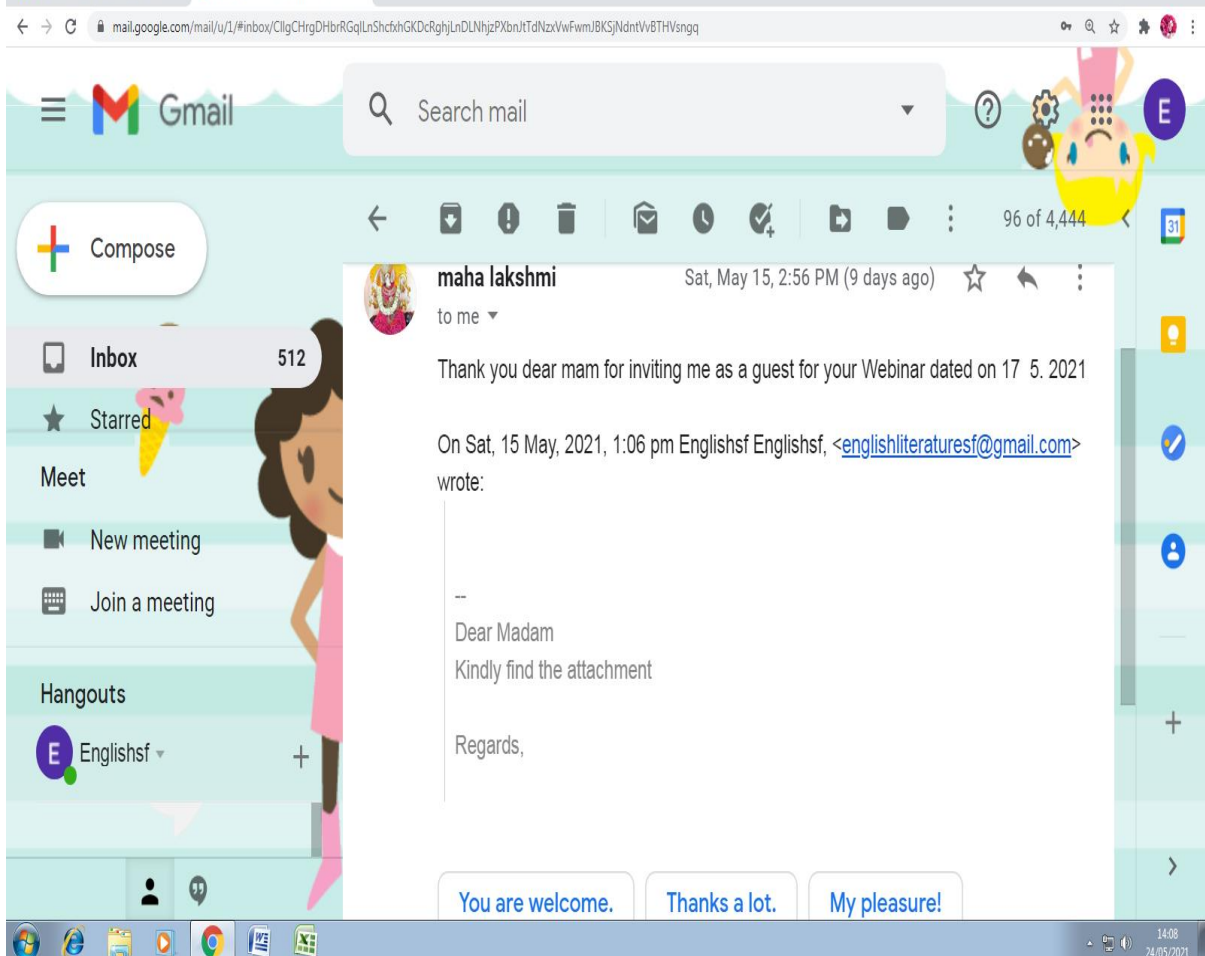 mail.google.com/mail/u/1/#inbox/CllgCHrgDHbrRGqlLnShcfxhGKDcRghjLnDLNhjzPXbnJtTdNzxVwFwmJBKSjNdntVvBTHVsngq
Gmail
Search mail
E
Compose
96 of 4,444
31
maha lakshmi
Sat, May 15, 2:56 PM (9 days ago)
to me
Inbox 512
Starred
Meet
New meeting
Join a meeting
Hangouts
E Englishsf
Thank you dear mam for inviting me as a guest for your Webinar dated on 17 5. 2021
On Sat, 15 May, 2021, 1:06 pm Englishsf Englishsf, <englishliteraturesf@gmail.com>
wrote:
--
Dear Madam
Kindly find the attachment
Regards,
You are welcome. Thanks a lot. My pleasure!
14:08
24/05/2021